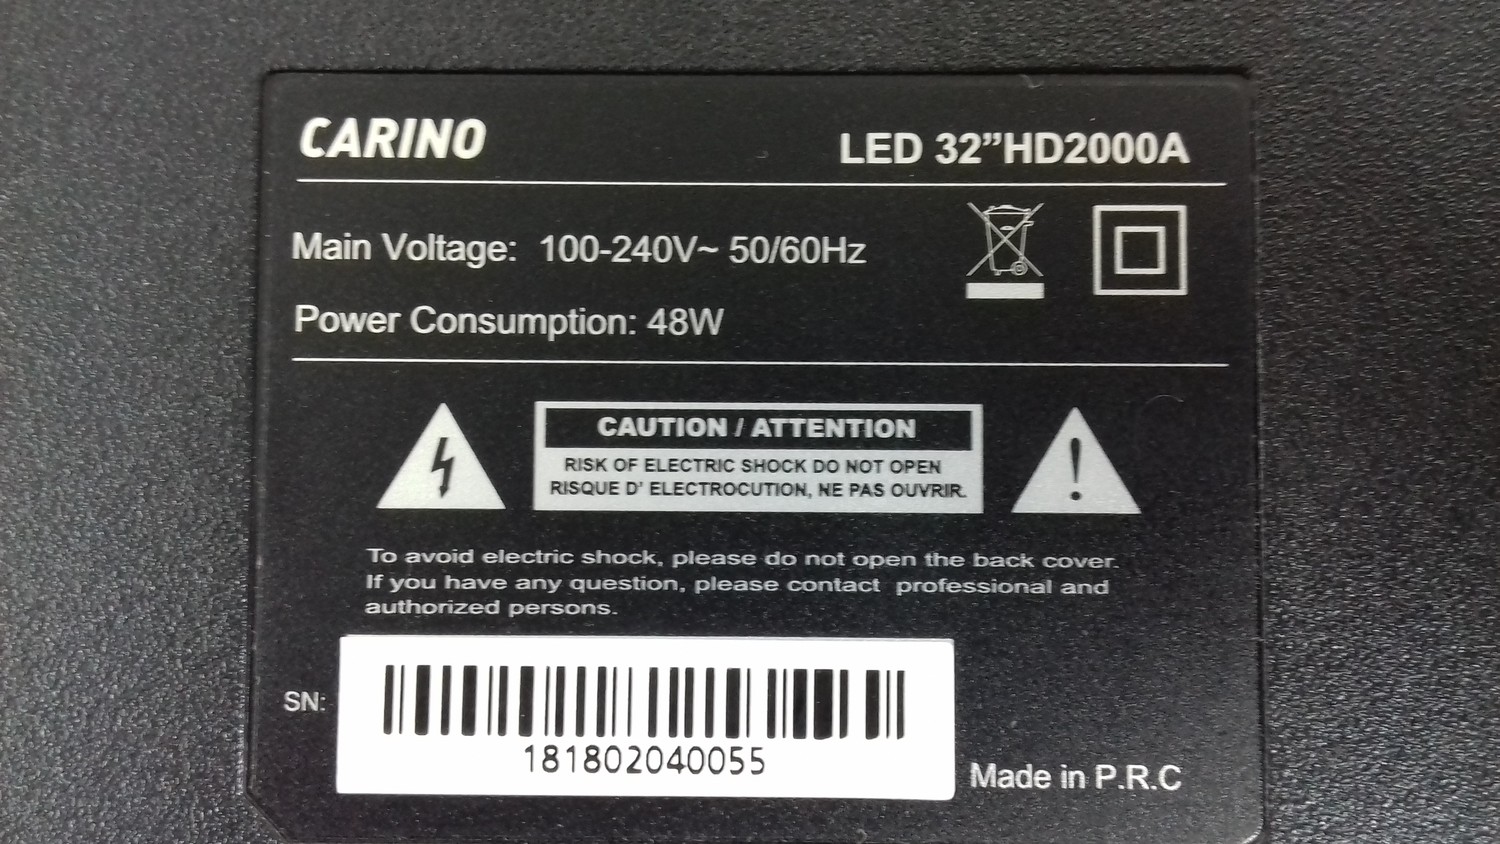 CARINO
LED 32”HD2000A
Main Voltage: 100-240V~ 50/60Hz
Power Consumption: 48W
CAUTION / ATTENTION
RISK OF ELECTRIC SHOCK DO NOT OPEN
RISQUE D' ELECTROCUTION, NE PAS OUVRIR.
To avoid electric shock, please do not open the back cover.
If you have any question, please contact professional and
authorized persons.
SN:
181802040055
Made in P.R.C